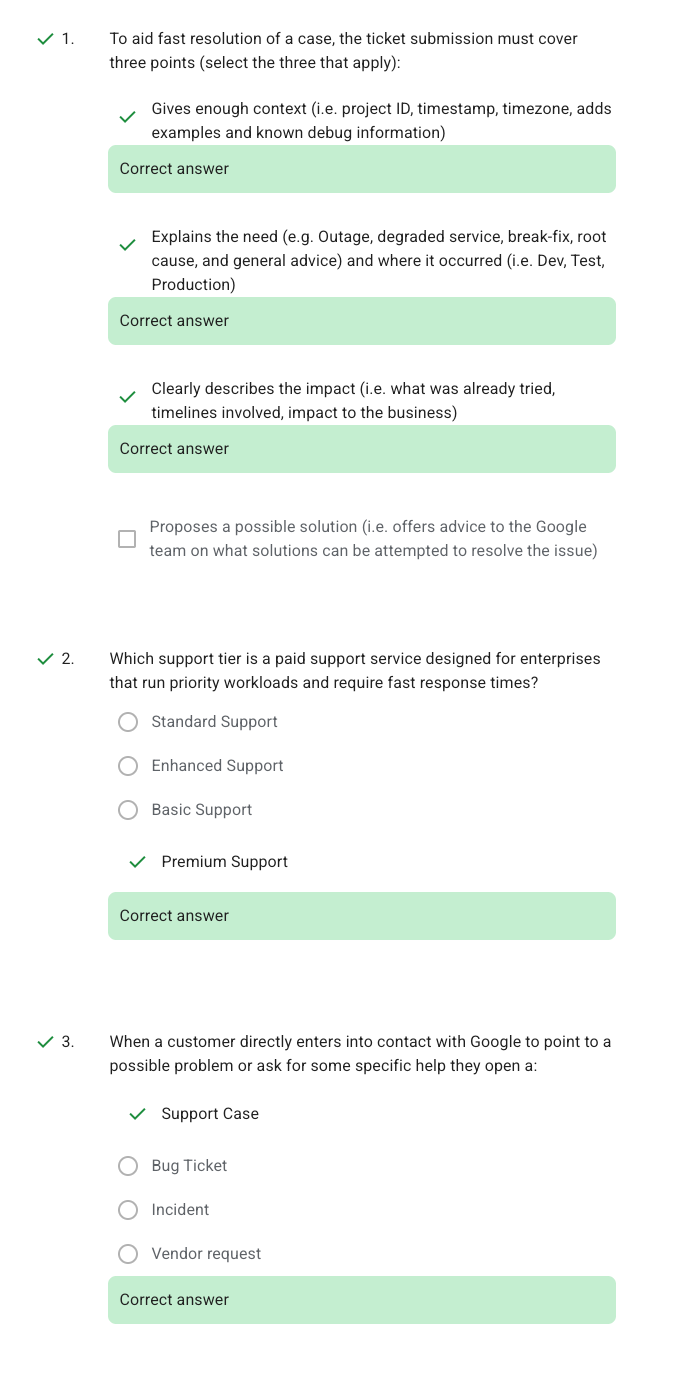 1. To aid fast resolution of a case, the ticket submission must cover
three points (select the three that apply):
Gives enough context (i.e. project ID, timestamp, timezone, adds
examples and known debug information)
Correct answer
Explains the need (e.g. Outage, degraded service, break-fix, root
cause, and general advice) and where it occurred (i.e. Dev, Test,
Production)
Correct answer
Clearly describes the impact (i.e. what was already tried,
timelines involved, impact to the business)
Correct answer
Proposes a possible solution (i.e. offers advice to the Google
team on what solutions can be attempted to resolve the issue)
2. Which support tier is a paid support service designed for enterprises
that run priority workloads and require fast response times?
Standard Support
Enhanced Support
Basic Support
Premium Support
Correct answer
3. When a customer directly enters into contact with Google to point to a
possible problem or ask for some specific help they open a:
Support Case
Bug Ticket
Incident
Vendor request
Correct answer